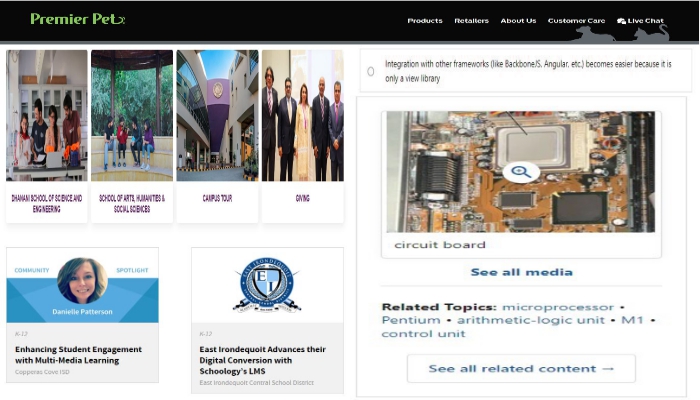 Premier Pet
Products Retailers About Us Customer Care Live Chat
DHANANI SCHOOL OF SCIENCE AND
ENGINEERING
SCHOOL OF ARTS, HUMANITIES &
SOCIAL SCIENCES
CAMPUS TOUR
GIVING
COMMUNITY SPOTLIGHT
Danielle Patterson
K-12
Enhancing Student Engagement
with Multi-Media Learning
Copperas Cove ISD
EAST IRONDEQUOIT
E I
K-12
East Irondequoit Advances their
Digital Conversion with
Schoology's LMS
East Irondequoit Central School District
Integration with other frameworks (like Backbone/S, Angular, etc.) becomes easier because it is
only a view library
circuit board
See all media
Related Topics: microprocessor •
Pentium • arithmetic-logic unit • M1 •
control unit
See all related content →